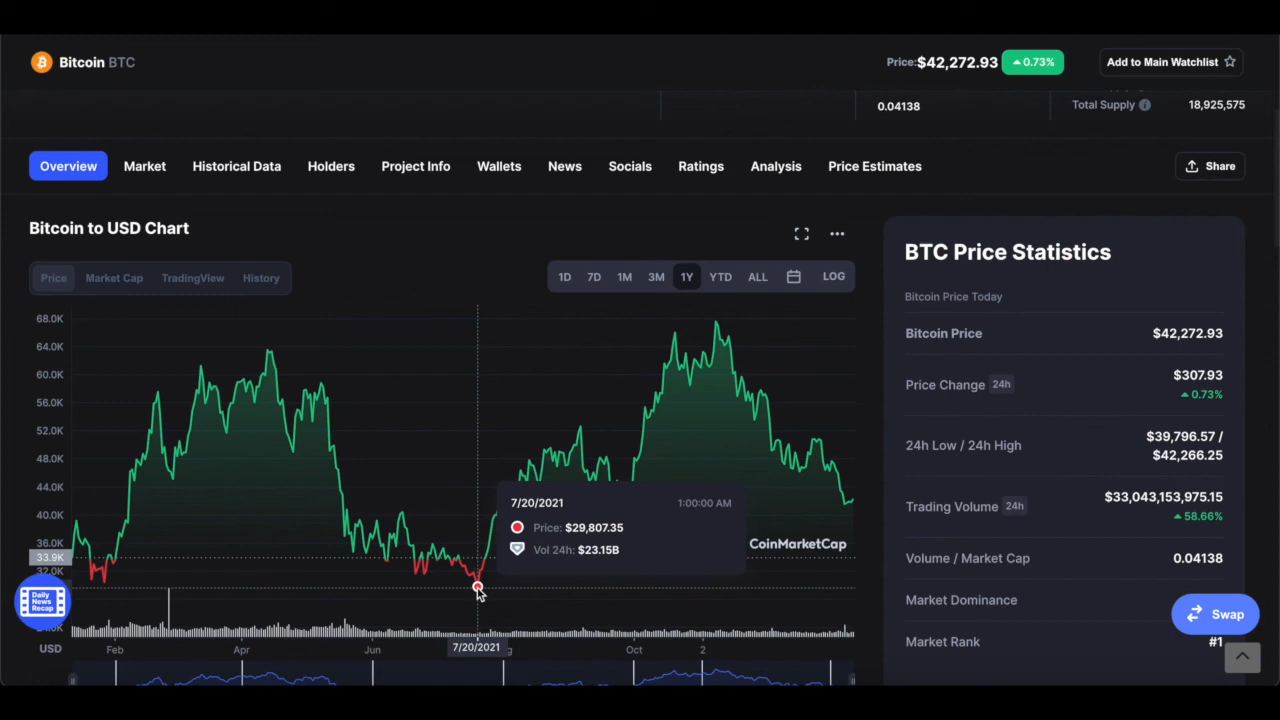 Bitcoin BTC
Price: $42,272.93 0.73%
Add to Main Watchlist
0.04138
Total Supply 18,925,575
Overview Market Historical Data Holders Project Info Wallets News Socials Ratings Analysis Price Estimates
Share
Bitcoin to USD Chart
Price Market Cap TradingView History
1D 7D 1M 3M 1Y YTD ALL LOG
68.0K
64.0K
60.0K
56.0K
52.0K
48.0K
44.0K
40.0K
36.0K
33.9K
32.0K
7/20/2021 1:00:00 AM
Price: $29,807.35
Vol 24h: $23.15B
CoinMarketCap
Daily
News
Recap
USD
Feb Apr Jun 7/20/2021 Oct 2
BTC Price Statistics
Bitcoin Price Today
Bitcoin Price $42,272.93
Price Change 24h $307.93
0.73%
24h Low / 24h High $39,796.57 /
$42,266.25
Trading Volume 24h $33,043,153,975.15
58.66%
Volume / Market Cap 0.04138
Market Dominance
Swap
Market Rank #1